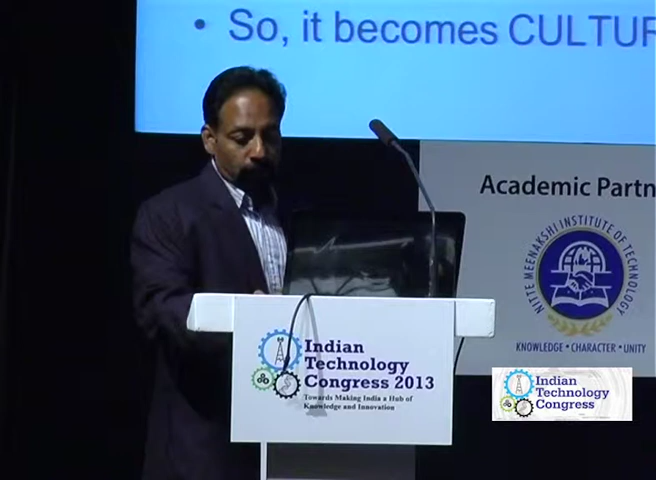 • So, it becomes CULTUR
Academic Partn
NITTE MEENAKSHI INSTITUTE OF TECHNOLOGY
KNOWLEDGE • CHARACTER • UNITY
Indian
Technology
Congress 2013
Towards Making India a Hub of
Knowledge and Innovation
Indian
Technology
Congress